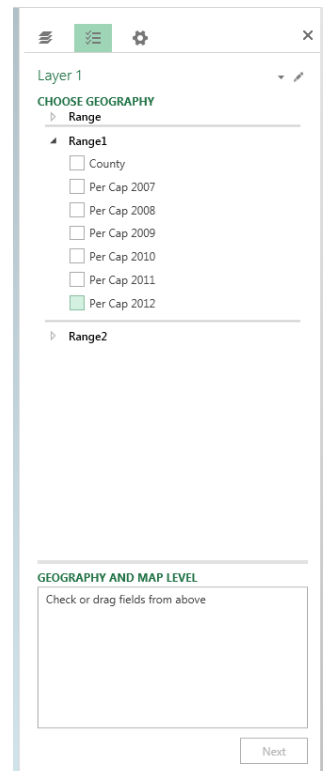 Layer 1
CHOOSE GEOGRAPHY
Range
Range1
County
Per Cap 2007
Per Cap 2008
Per Cap 2009
Per Cap 2010
Per Cap 2011
Per Cap 2012
Range2
GEOGRAPHY AND MAP LEVEL
Check or drag fields from above
Next